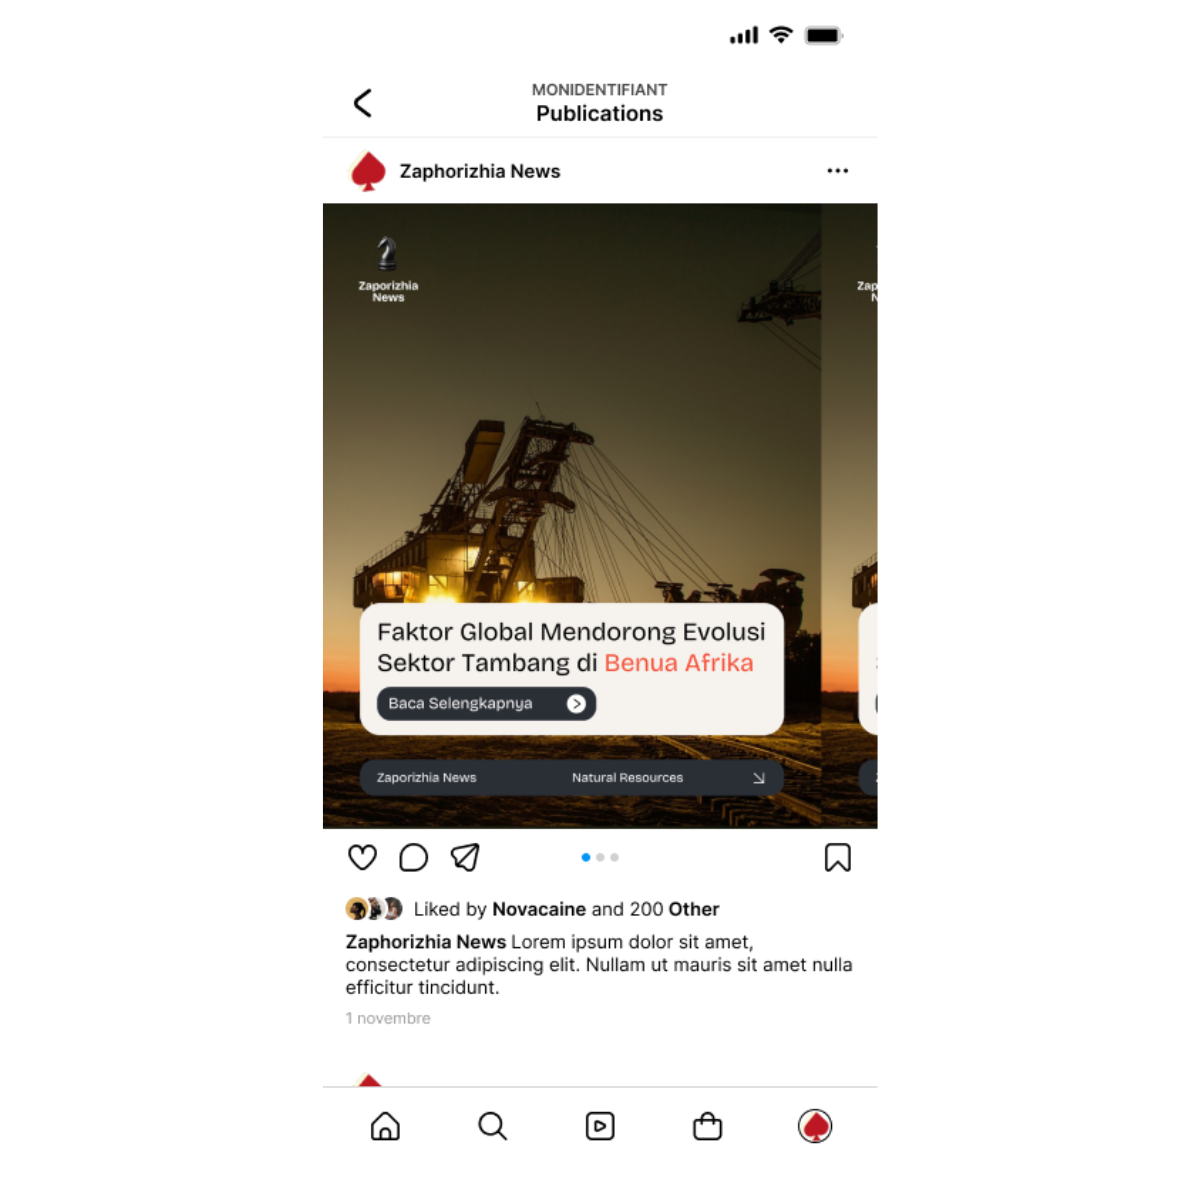 MONIDENTIFIANT
Publications
Zaphorizhia News
Zaporizhia
News
Zap
N
Faktor Global Mendorong Evolusi
Sektor Tambang di Benua Afrika
Baca Selengkapnya
Zaporizhia News Natural Resources
Liked by Novacaine and 200 Other
Zaphorizhia News Lorem ipsum dolor sit amet,
consectetur adipiscing elit. Nullam ut mauris sit amet nulla
efficitur tincidunt.
1 novembre